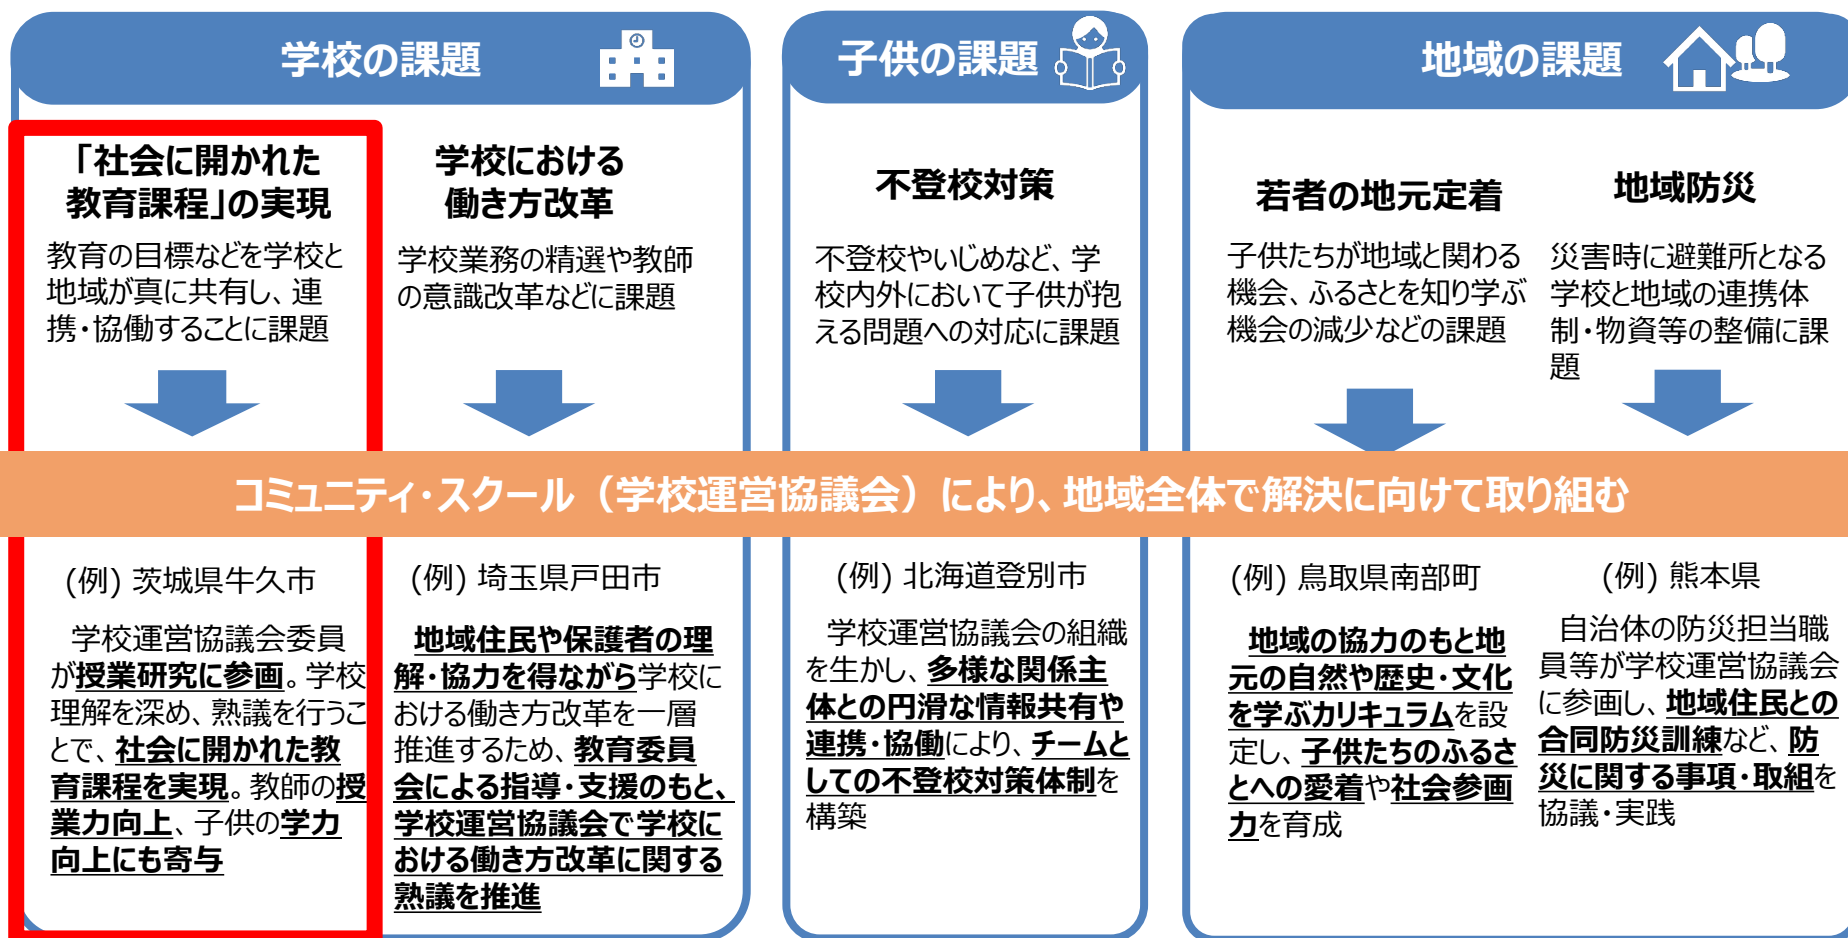 学校の課題
「社会に開かれた
教育課程」の実現
教育の目標などを学校と
地域が真に共有し、連
携・協働することに課題
学校における
働き方改革
学校業務の精選や教師
の意識改革などに課題
子供の課題
不登校対策
不登校やいじめなど、学
校内外において子供が抱
える問題への対応に課題
地域の課題
若者の地元定着
子供たちが地域と関わる
機会、ふるさとを知り学ぶ
機会の減少などの課題
地域防災
災害時に避難所となる
学校と地域の連携体
制・物資等の整備に課
題
コミュニティ・スクール（学校運営協議会）により、地域全体で解決に向けて取り組む
(例) 茨城県牛久市
学校運営協議会委員
が授業研究に参画。学校
理解を深め、熟議を行うこ
とで、社会に開かれた教
育課程を実現。教師の授
業力向上、子供の学力
向上にも寄与
(例) 埼玉県戸田市
地域住民や保護者の理
解・協力を得ながら学校に
おける働き方改革を一層
推進するため、教育委員
会による指導・支援のもと、
学校運営協議会で学校に
おける働き方改革に関する
熟議を推進
(例) 北海道登別市
学校運営協議会の組織
を生かし、多様な関係主
体との円滑な情報共有や
連携・協働により、チームと
しての不登校対策体制を
構築
(例) 鳥取県南部町
地域の協力のもと地
元の自然や歴史・文化
を学ぶカリキュラムを設
定し、子供たちのふるさ
とへの愛着や社会参画
力を育成
(例) 熊本県
自治体の防災担当職
員等が学校運営協議会
に参画し、地域住民との
合同防災訓練など、防
災に関する事項・取組を
協議・実践